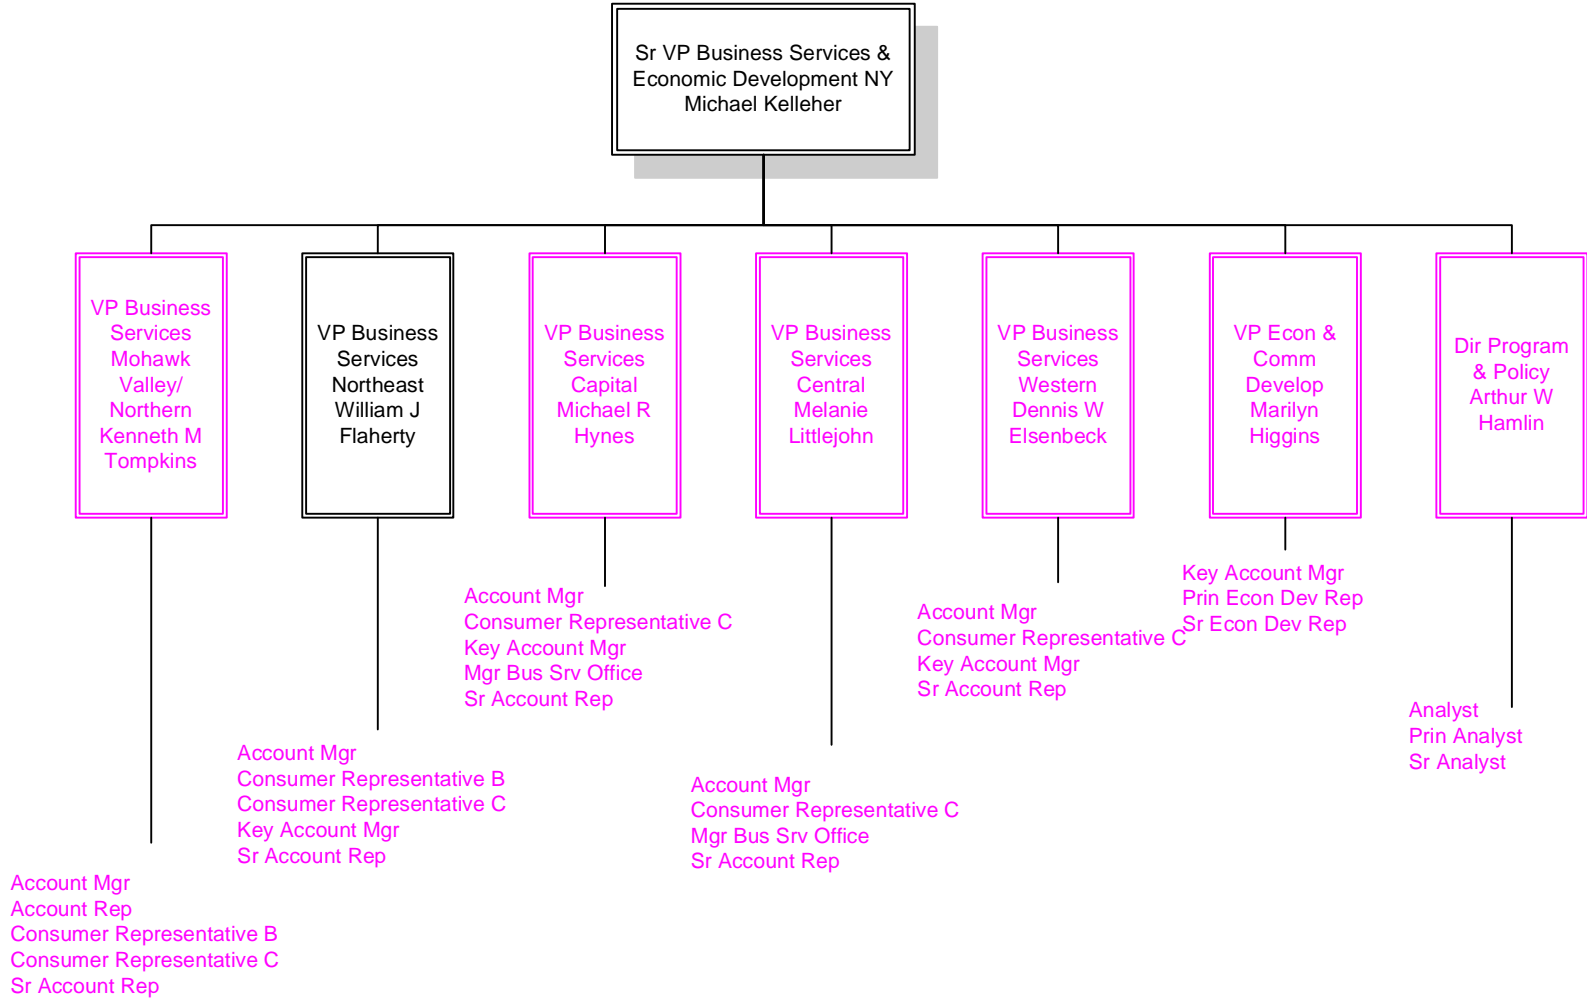 Sr VP Business Services &
Economic Development NY
Michael Kelleher
VP Business
Services
Mohawk
Valley/
Northern
Kenneth M
Tompkins
VP Business
Services
Northeast
William J
Flaherty
VP Business
Services
Capital
Michael R
Hynes
VP Business
Services
Central
Melanie
Littlejohn
VP Business
Services
Western
Dennis W
Elsenbeck
VP Econ &
Comm
Develop
Marilyn
Higgins
Dir Program
& Policy
Arthur W
Hamlin
Account Mgr
Account Rep
Consumer Representative B
Consumer Representative C
Sr Account Rep
Account Mgr
Consumer Representative B
Consumer Representative C
Key Account Mgr
Sr Account Rep
Account Mgr
Consumer Representative C
Key Account Mgr
Mgr Bus Srv Office
Sr Account Rep
Account Mgr
Consumer Representative C
Mgr Bus Srv Office
Sr Account Rep
Account Mgr
Consumer Representative C
Key Account Mgr
Sr Account Rep
Key Account Mgr
Prin Econ Dev Rep
Sr Econ Dev Rep
Analyst
Prin Analyst
Sr Analyst